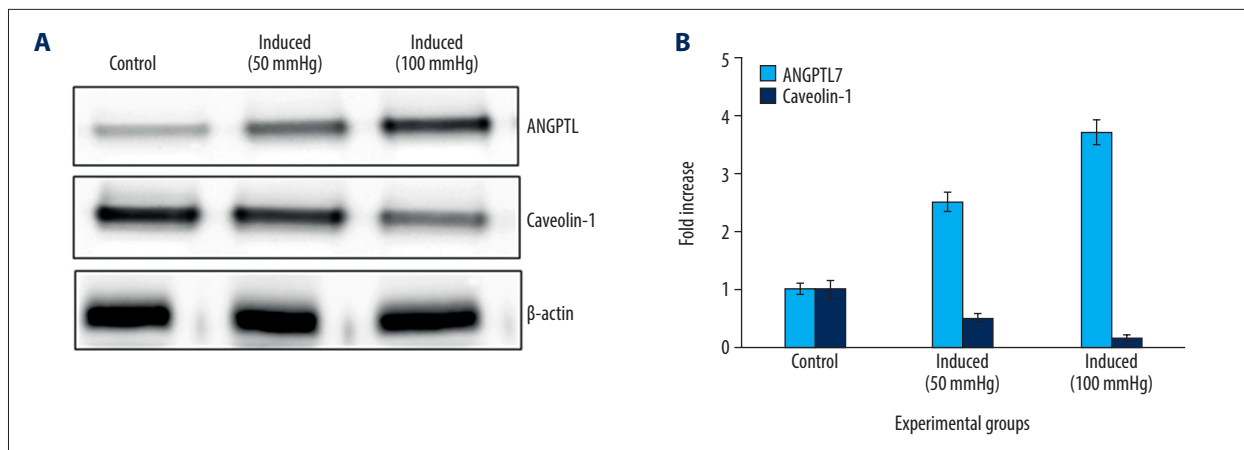 A
Control
Induced
(50 mmHg)
Induced
(100 mmHg)
ANGPTL
Caveolin-1
β-actin
B
ANGPTL7
Caveolin-1
Fold increase
5
4
3
2
1
0
Control
Induced
(50 mmHg)
Induced
(100 mmHg)
Experimental groups